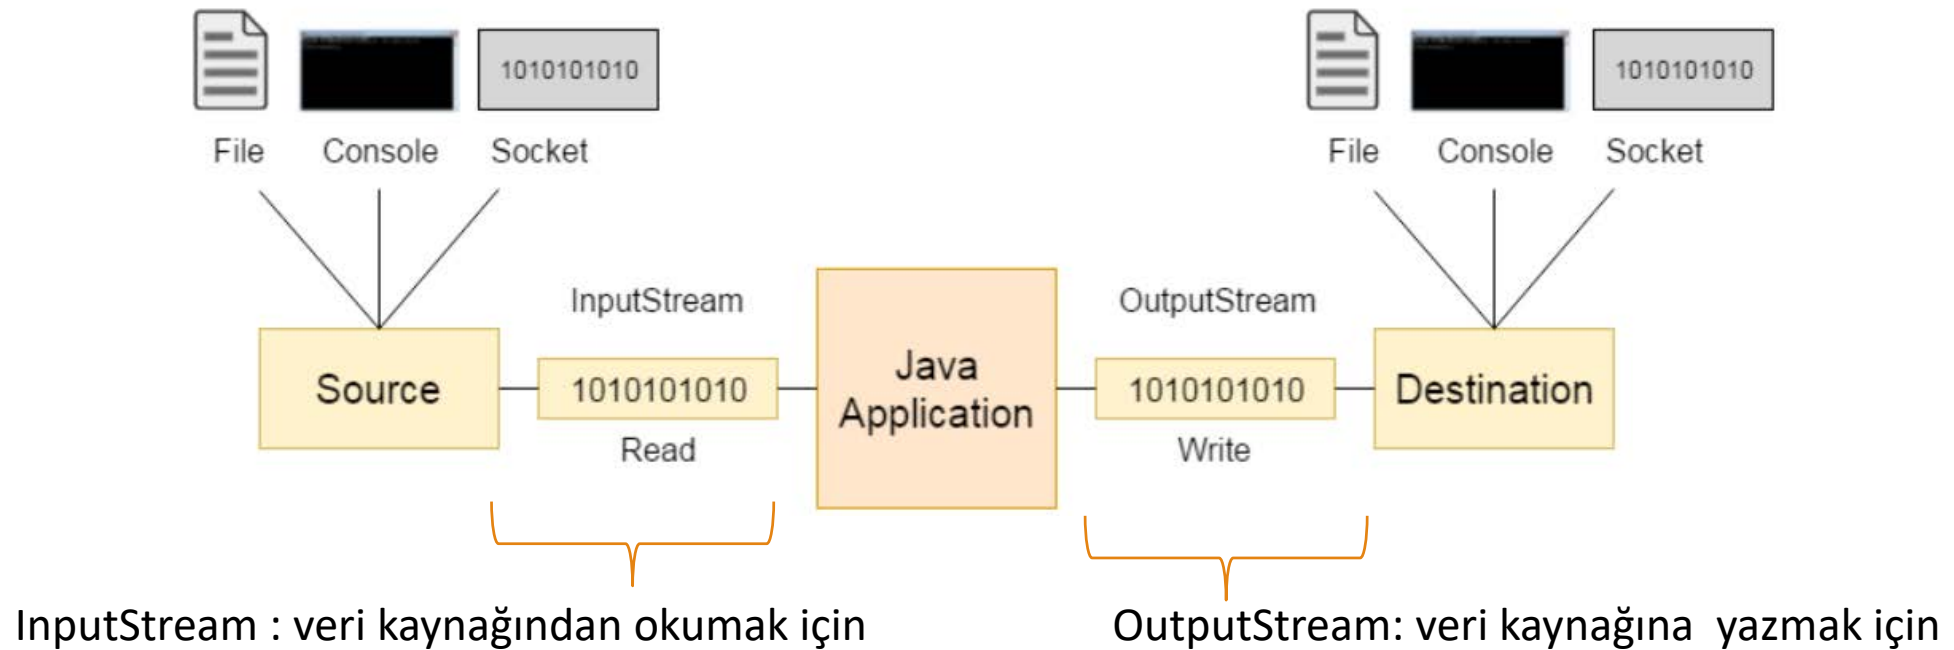 1010101010
File Console Socket
1010101010
File Console Socket
InputStream
OutputStream
Source
1010101010
Java
Application
1010101010
Destination
Read
Write
InputStream : veri kaynağından okumak için
OutputStream: veri kaynağına yazmak için